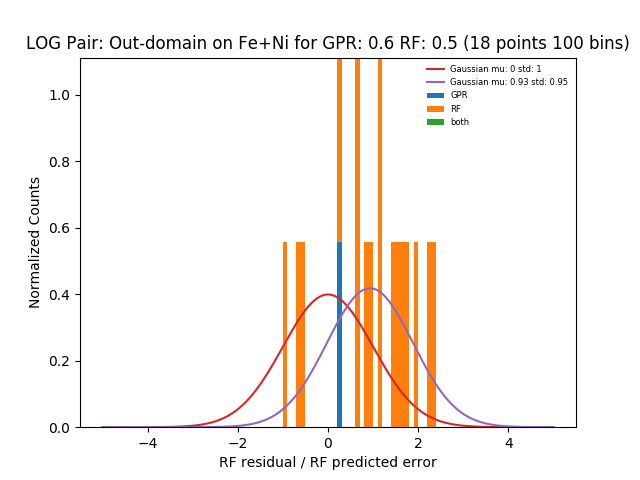 LOG Pair: Out-domain on Fe+Ni for GPR: 0.6 RF: 0.5 (18 points 100 bins)
Gaussian mu: 0 std: 1
Gaussian mu: 0.93 std: 0.95
GPR
RF
both
Normalized Counts
1.0
0.8
0.6
0.4
0.2
0.0
−4
−2
0
2
4
RF residual / RF predicted error